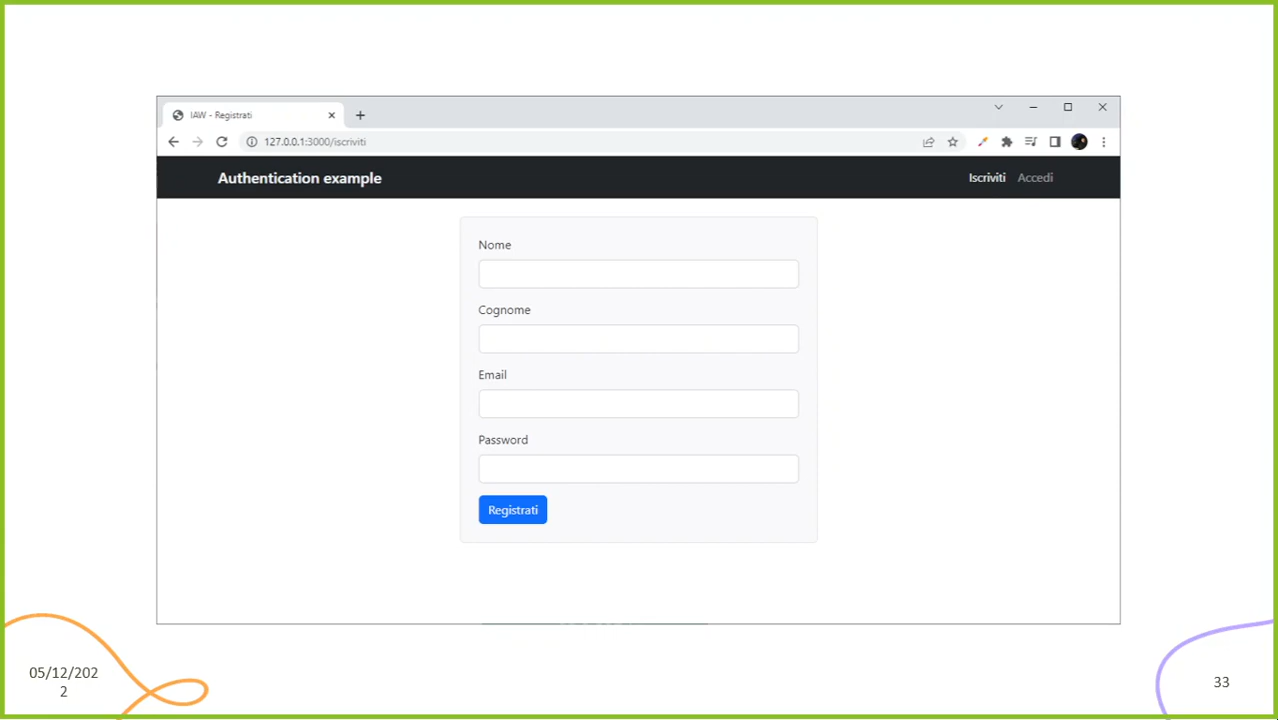 IAW - Registrati
127.0.0.1:3000/iscriviti
Authentication example
Iscriviti Accedi
Nome
Cognome
Email
Password
Registrati
05/12/202
2
33